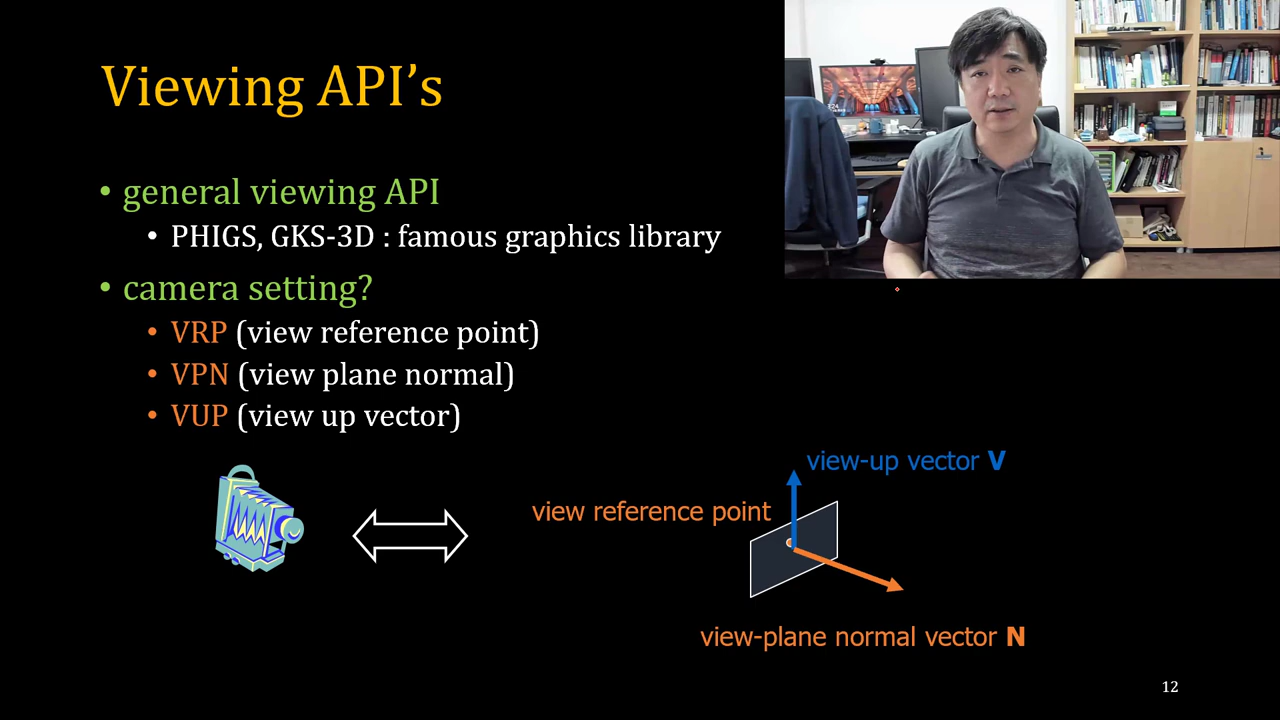 Viewing API’s
• general viewing API
• PHIGS, GKS-3D : famous graphics library
• camera setting?
• VRP (view reference point)
• VPN (view plane normal)
• VUP (view up vector)
view-up vector V
view reference point
view-plane normal vector N
12